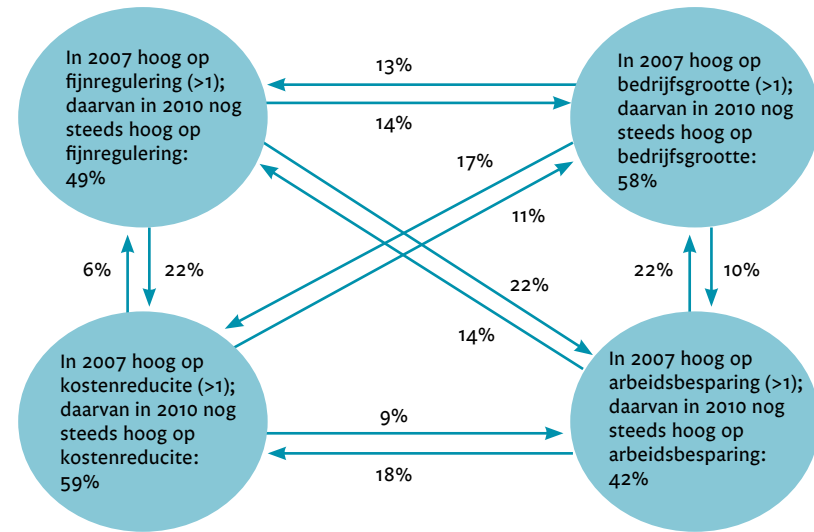 In 2007 hoog op
fijnregulering (>1);
daarvan in 2010 nog
steeds hoog op
fijnregulering:
49%
13%
14%
In 2007 hoog op
bedrijfsgrootte (>1);
daarvan in 2010 nog
steeds hoog op
bedrijfsgrootte:
58%
17%
11%
6%
22%
22%
14%
22%
10%
In 2007 hoog op
kostenreducite (>1);
daarvan in 2010 nog
steeds hoog op
kostenreducite:
59%
9%
18%
In 2007 hoog op
arbeidsbesparing (>1);
daarvan in 2010 nog
steeds hoog op
arbeidsbesparing:
42%